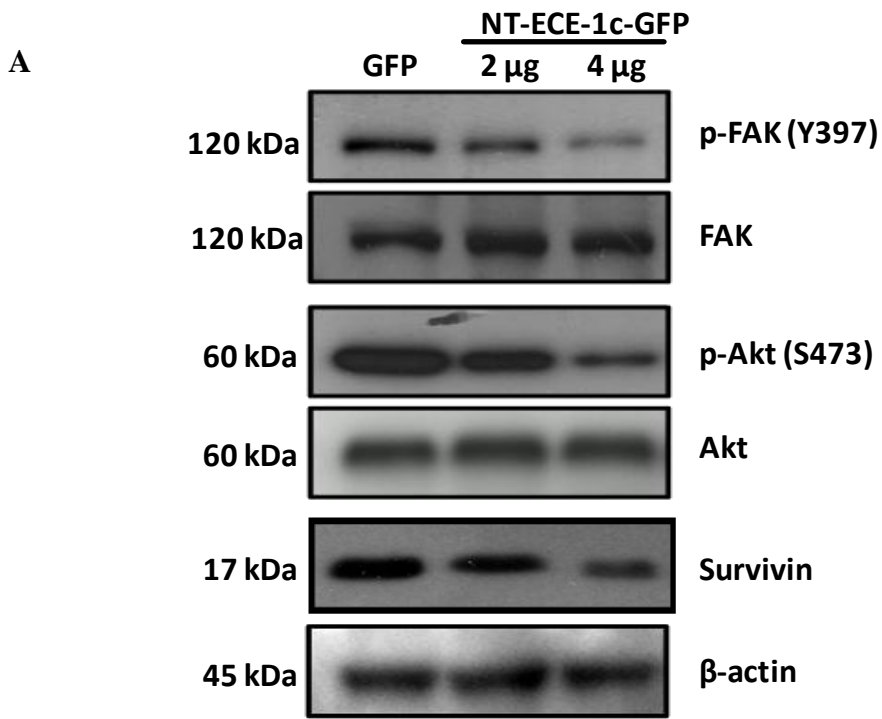 NT-ECE-1c-GFP
A
GFP 2 µg 4 µg
120 kDa p-FAK (Y397)
120 kDa FAK
60 kDa p-Akt (S473)
60 kDa Akt
17 kDa Survivin
45 kDa β-actin